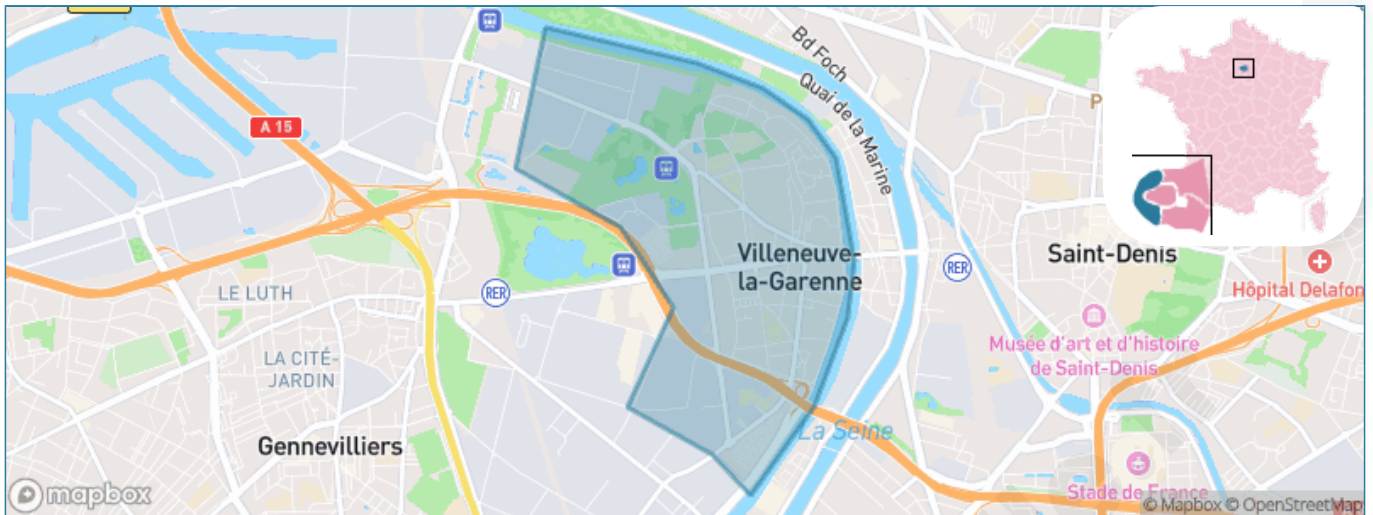 Bd Foch
Quai de la Marine
P
A 15
Villeneuve-
la-Garenne
RER
Saint-Denis
LE LUTH
RER
Hôpital Delafon
Musée d'art et d'histoire
de Saint-Denis
LA CITÉ-
JARDIN
Gennevilliers
La Seine
Stade de France
mapbox
© Mapbox © OpenStreetMap